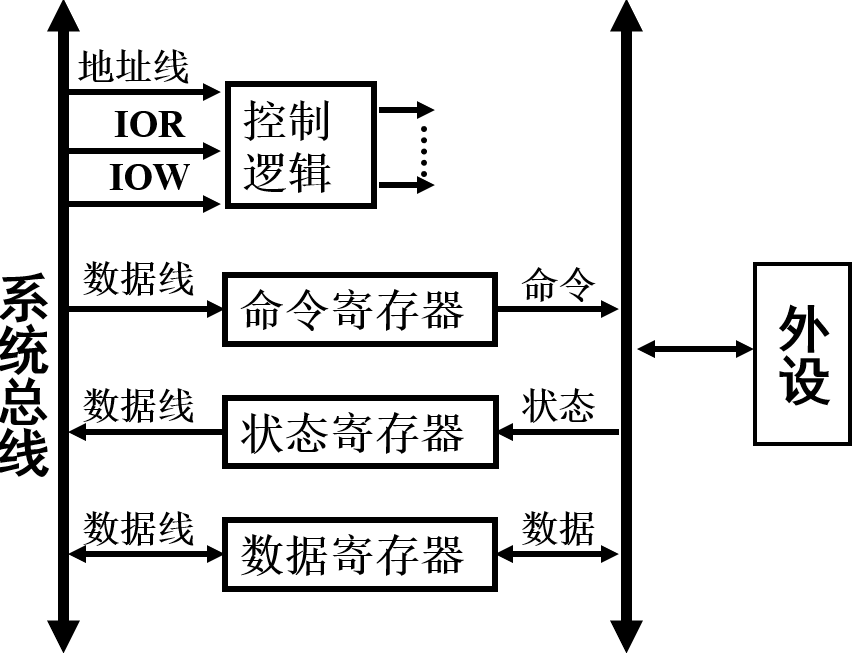 地址线
IOR
IOW
控制
逻辑
系统总线
数据线
命令寄存器
命令
外设
数据线
状态寄存器
状态
数据线
数据寄存器
数据